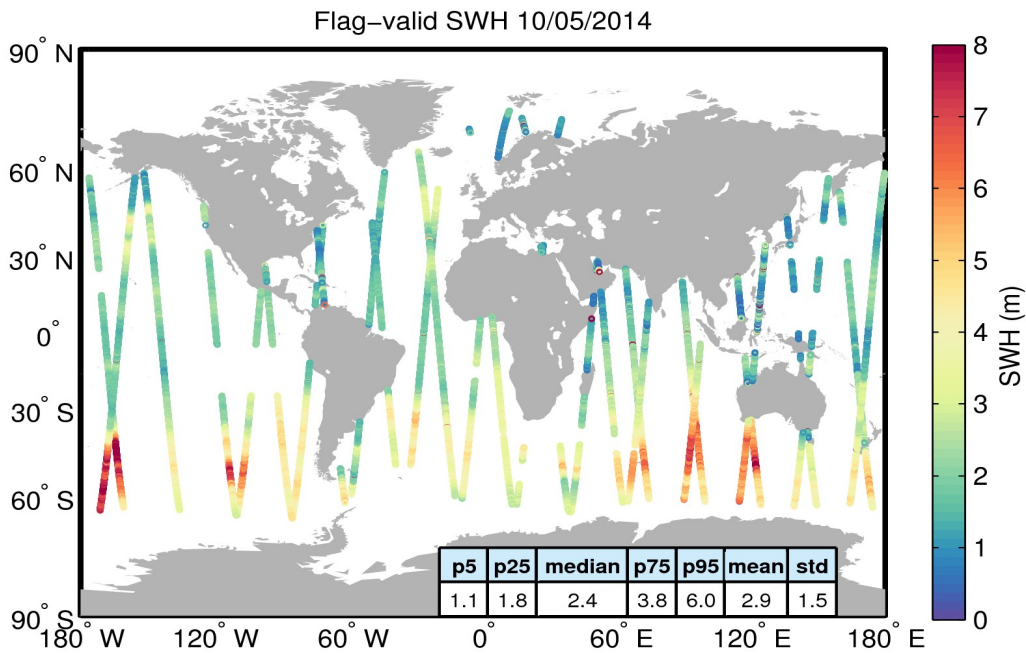 Flag−valid SWH 10/05/2014
90° N
60° N
30° N
0°
30° S
60° S
90° S
180° W
120° W
60° W
0°
60° E
120° E
180° E
8
7
6
5
4
3
2
1
0
SWH (m)
p5 p25 median p75 p95 mean std
1.1 1.8 2.4 3.8 6.0 2.9 1.5